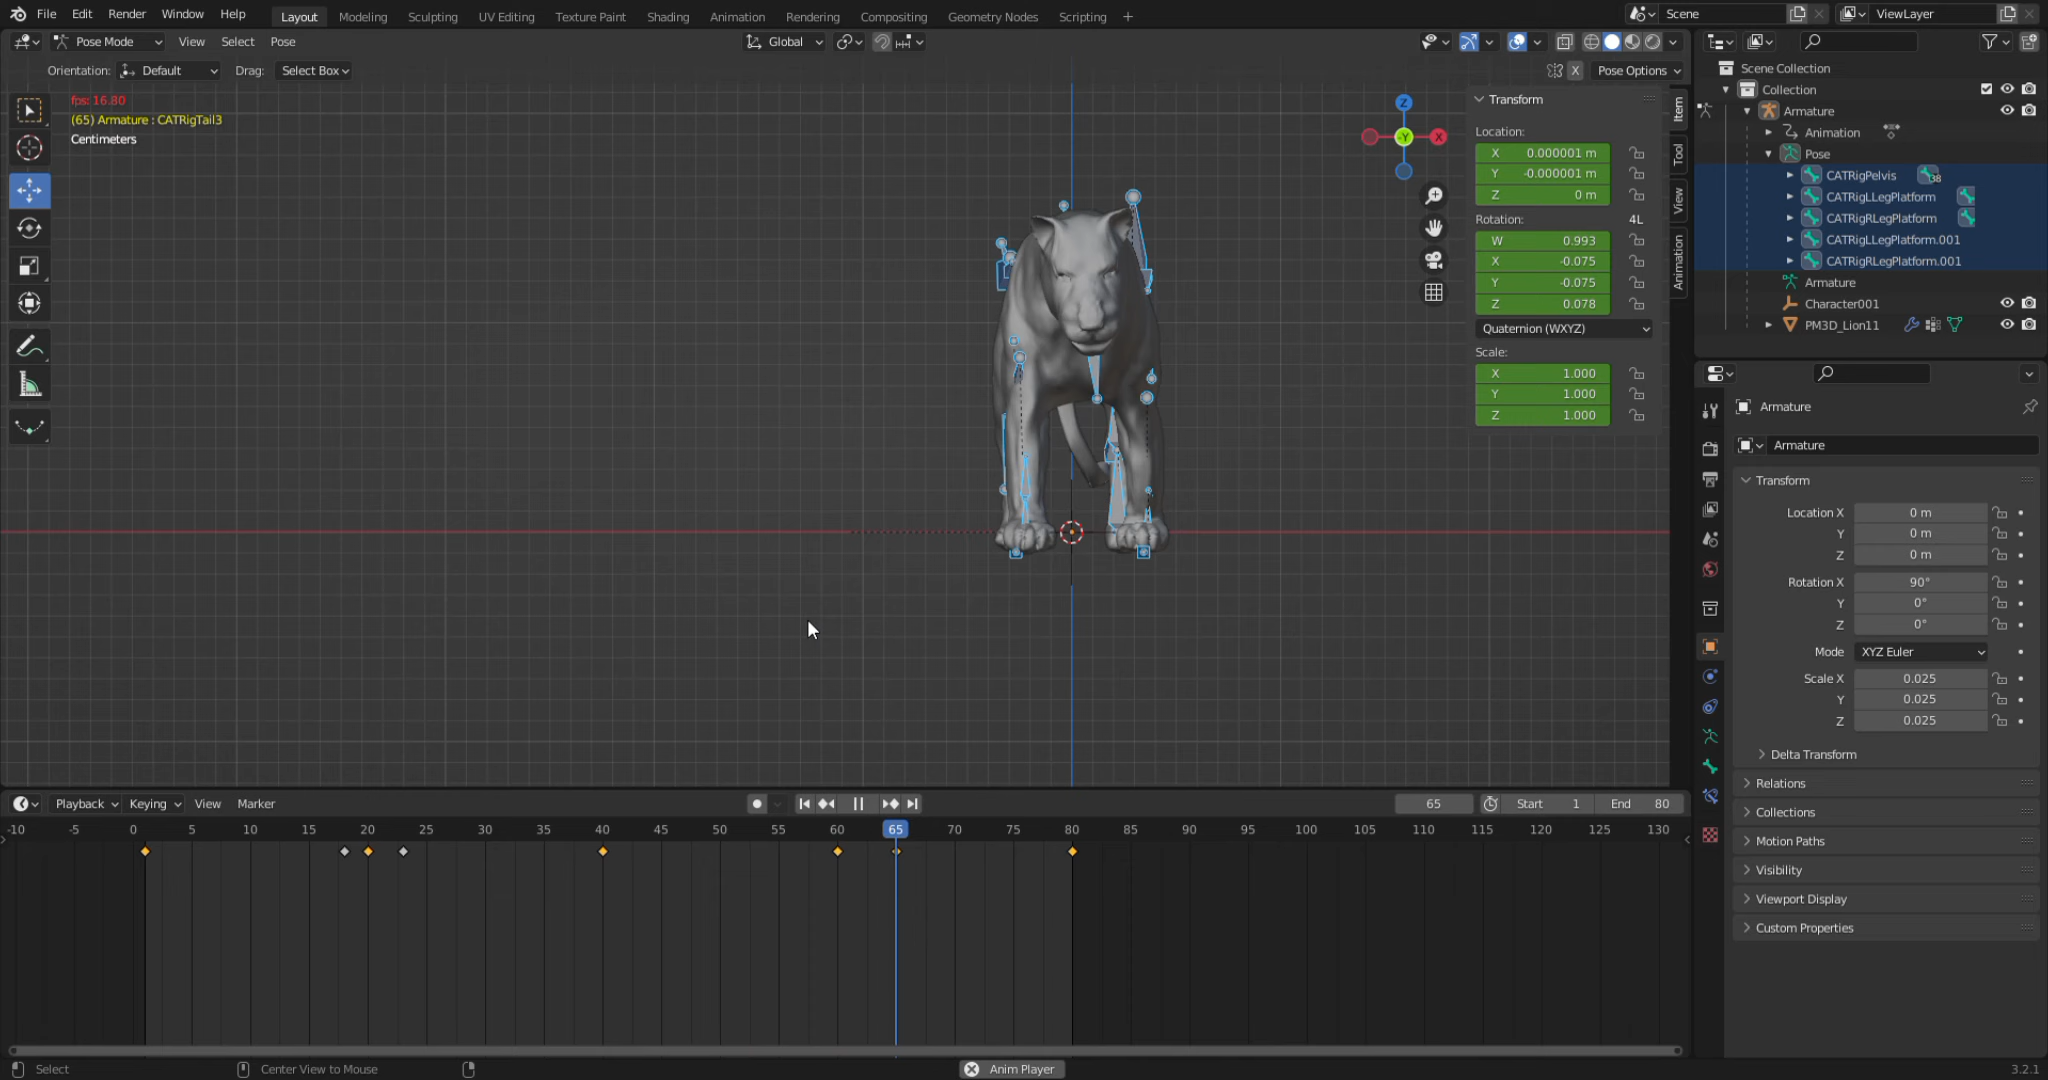 File Edit Render Window Help Layout Modeling Sculpting UV Editing Texture Paint Shading Animation Rendering Compositing Geometry Nodes Scripting + Scene ViewLayer
Pose Mode View Select Pose Global
Orientation: Default Drag: Select Box X Pose Options
fps: 16.80
(65) Armature : CATRigTail3
Centimeters
Z
Y
X
Item
Tool
View
Animation
Transform
Location:
X 0.000001 m
Y -0.000001 m
Z 0 m
Rotation: 4L
W 0.993
X -0.075
Y -0.075
Z 0.078
Quaternion (WXYZ)
Scale:
X 1.000
Y 1.000
Z 1.000
Scene Collection
Collection
Armature
Animation
Pose
CATRigPelvis 38
CATRigLLegPlatform
CATRigRLegPlatform
CATRigLLegPlatform.001
CATRigRLegPlatform.001
Armature
Character001
PM3D_Lion11
Armature
Armature
Transform
Location X 0 m
Y 0 m
Z 0 m
Rotation X 90°
Y 0°
Z 0°
Mode XYZ Euler
Scale X 0.025
Y 0.025
Z 0.025
Delta Transform
Relations
Collections
Motion Paths
Visibility
Viewport Display
Custom Properties
Playback Keying View Marker 65 Start 1 End 80
-10 -5 0 5 10 15 20 25 30 35 40 45 50 55 60 65 70 75 80 85 90 95 100 105 110 115 120 125 130
Select Center View to Mouse Anim Player 3.2.1